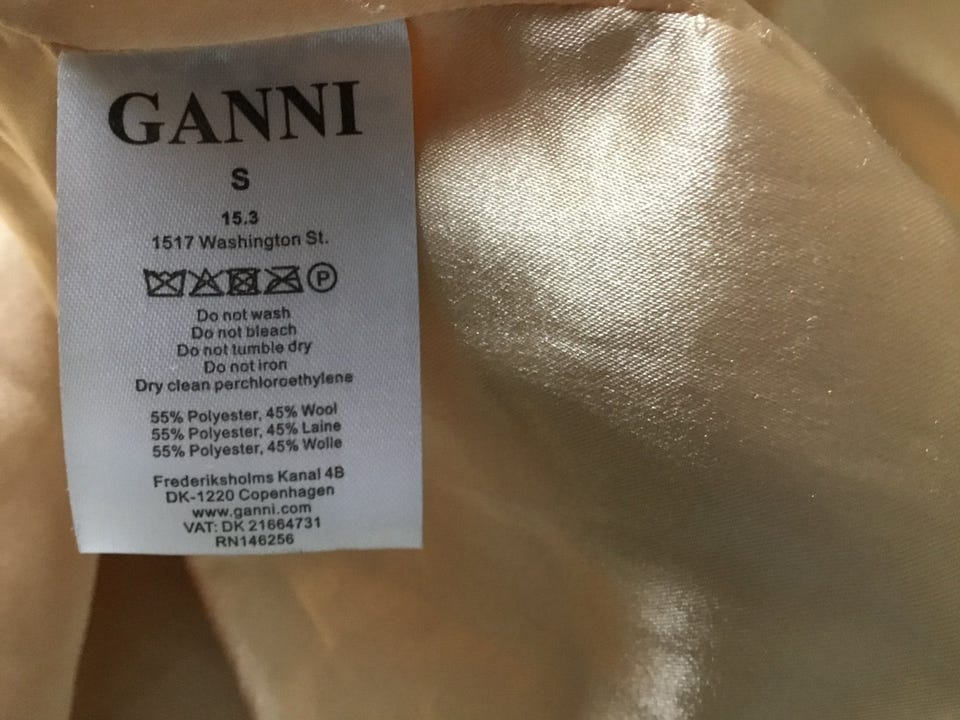 GANNI
S
15.3
1517 Washington St.
P
Do not wash
Do not bleach
Do not tumble dry
Do not iron
Dry clean perchloroethylene
55% Polyester, 45% Wool
55% Polyester, 45% Laine
55% Polyester, 45% Wolle
Frederiksholms Kanal 4B
DK-1220 Copenhagen
www.ganni.com
VAT: DK 21664731
RN146256